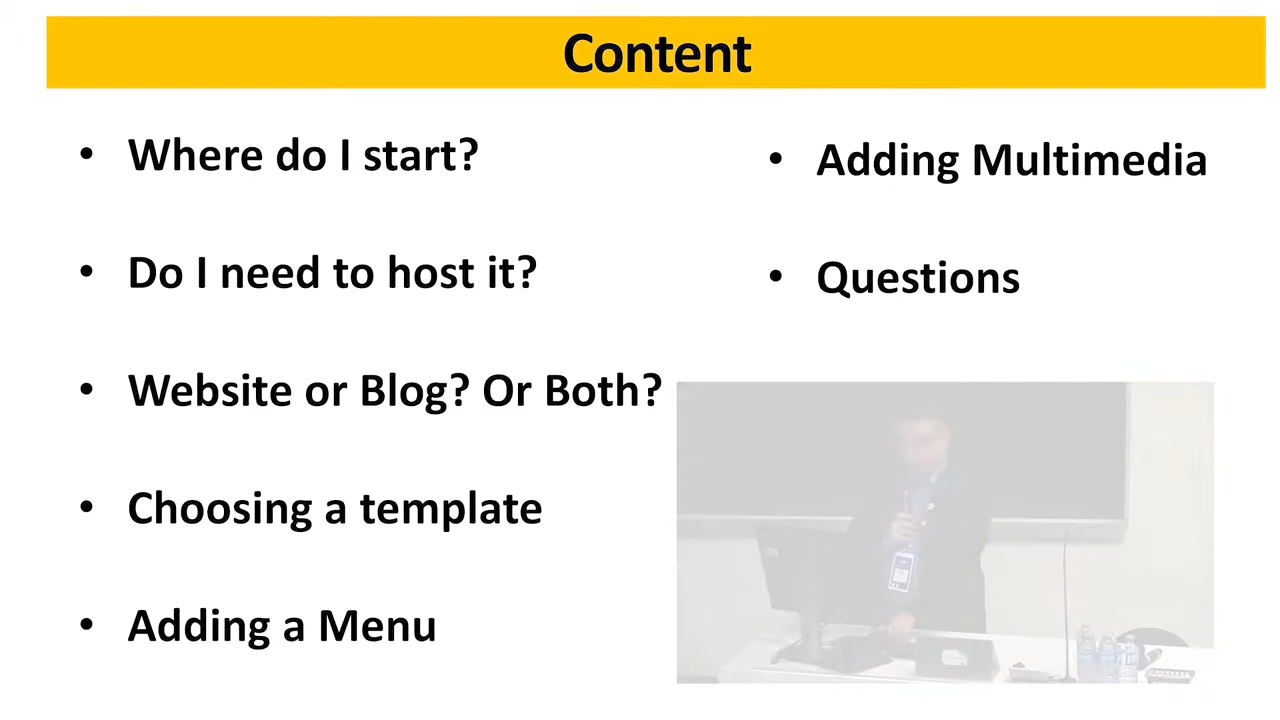 Content
• Where do I start?
• Do I need to host it?
• Website or Blog? Or Both?
• Choosing a template
• Adding a Menu
• Adding Multimedia
• Questions